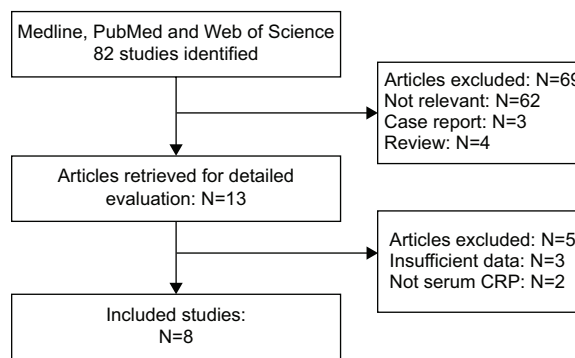 Medline, PubMed and Web of Science
82 studies identified
Articles excluded: N=69
Not relevant: N=62
Case report: N=3
Review: N=4
Articles retrieved for detailed
evaluation: N=13
Articles excluded: N=5
Insufficient data: N=3
Not serum CRP: N=2
Included studies:
N=8